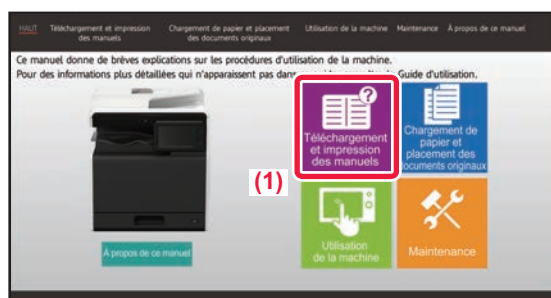 HAUT Téléchargement et impression Chargement de papier et placement Utilisation de la machine Maintenance À propos de ce manuel
des manuels des documents originaux
Ce manuel donne de brèves explications sur les procédures d'utilisation de la machine.
Pour des informations plus détaillées qui n'apparaissent pas dans Guide d'utilisation.
Téléchargement
et impression
des manuels
Chargement de
papier et
placement des
documents originaux
(1)
À propos de ce manuel
Utilisation
de la machine
Maintenance